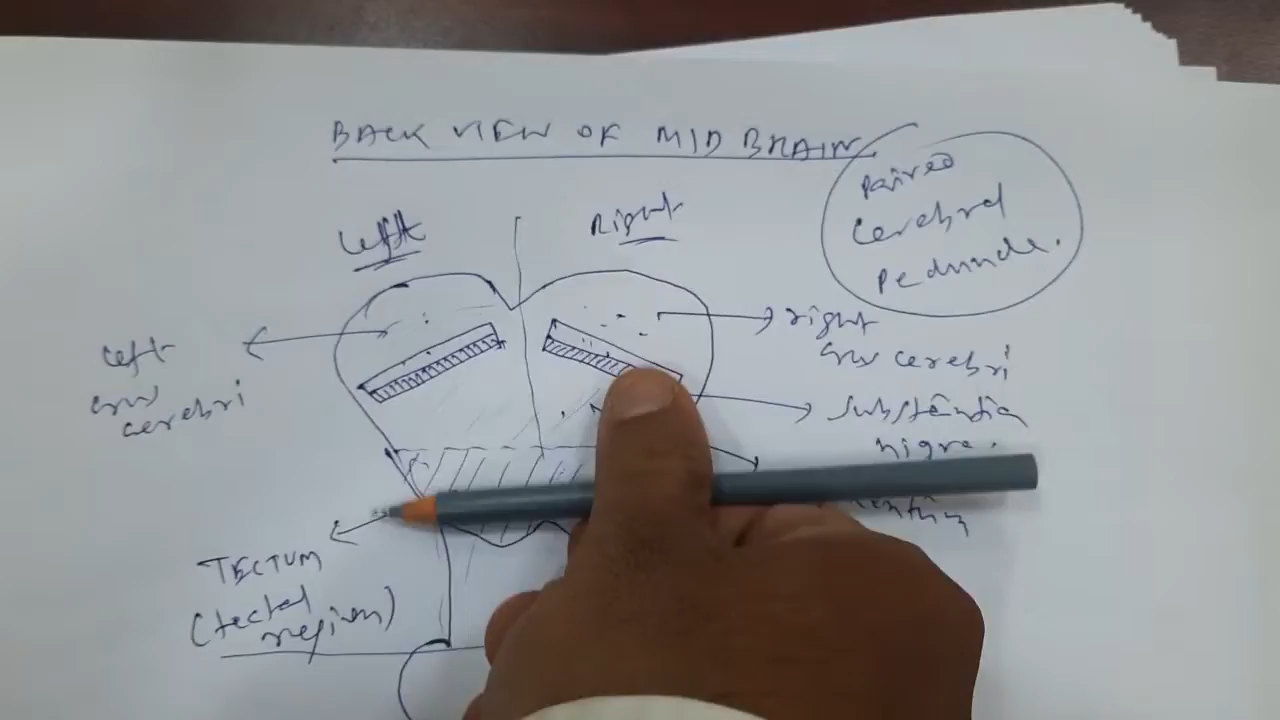 BACK VIEW OF MID BRAIN
Paired
cerebral
Peduncle.
Left
Right
left
crus
cerebri
right
crus cerebri
Substantia
nigra.
TECTUM
(tectal
region)